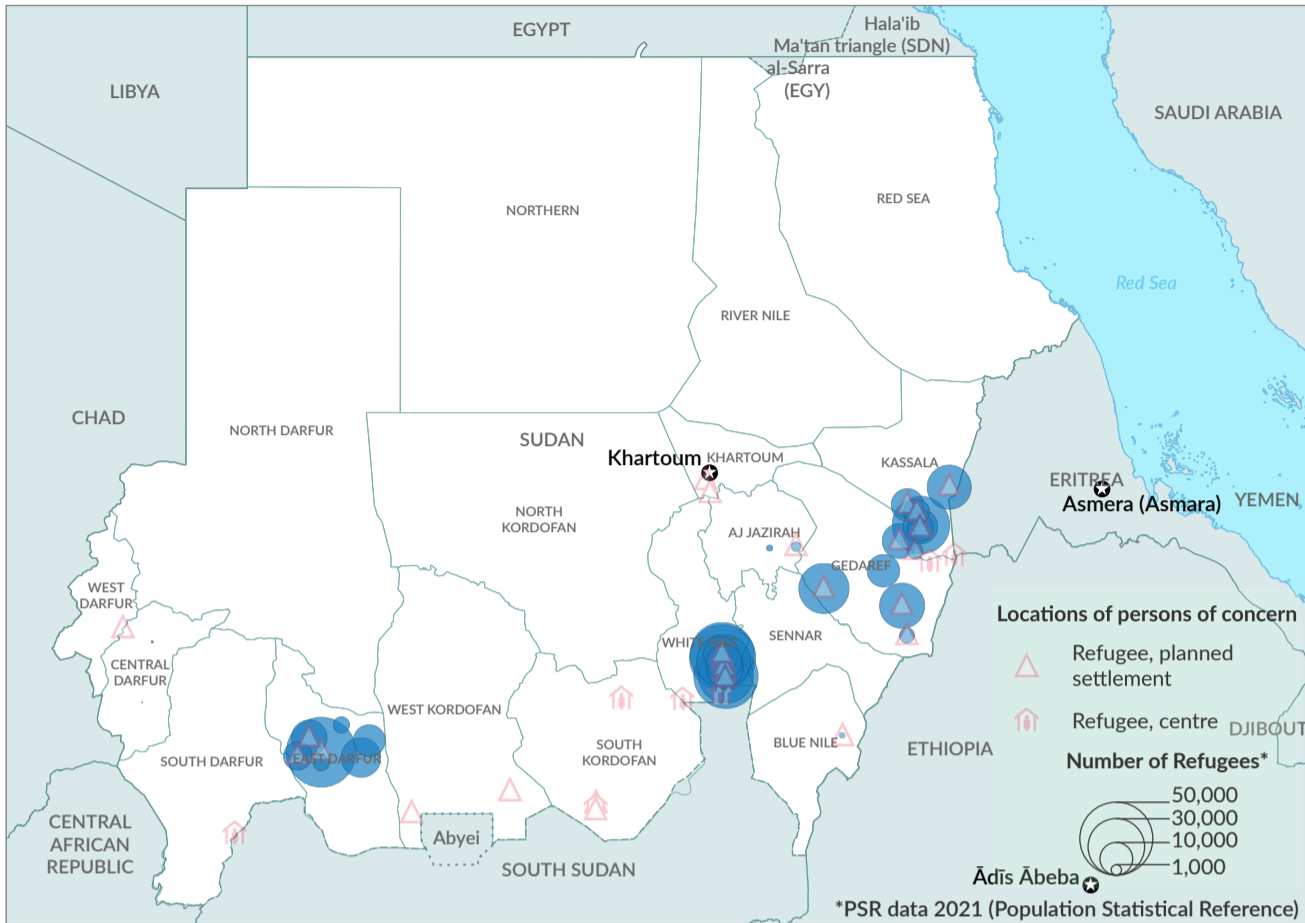 EGYPT
Hala'ib
Ma'tan triangle (SDN)
al-Sarra
(EGY)
LIBYA
SAUDI ARABIA
NORTHERN
RED SEA
Red Sea
RIVER NILE
CHAD
NORTH DARFUR
SUDAN
Khartoum
KHARTOUM
KASSALA
ERITREA
Asmera (Asmara)
YEMEN
NORTH
KORDOFAN
AJ JAZIRAH
GEDAREF
WEST
DARFUR
WHITE NILE
SENNAR
CENTRAL
DARFUR
WEST KORDOFAN
SOUTH
KORDOFAN
BLUE NILE
ETHIOPIA
SOUTH DARFUR
EAST DARFUR
CENTRAL
AFRICAN
REPUBLIC
Abyei
SOUTH SUDAN
Locations of persons of concern
Refugee, planned
settlement
Refugee, centre
DJIBOUT
Number of Refugees*
50,000
30,000
10,000
1,000
Ādīs Ābeba
*PSR data 2021 (Population Statistical Reference)